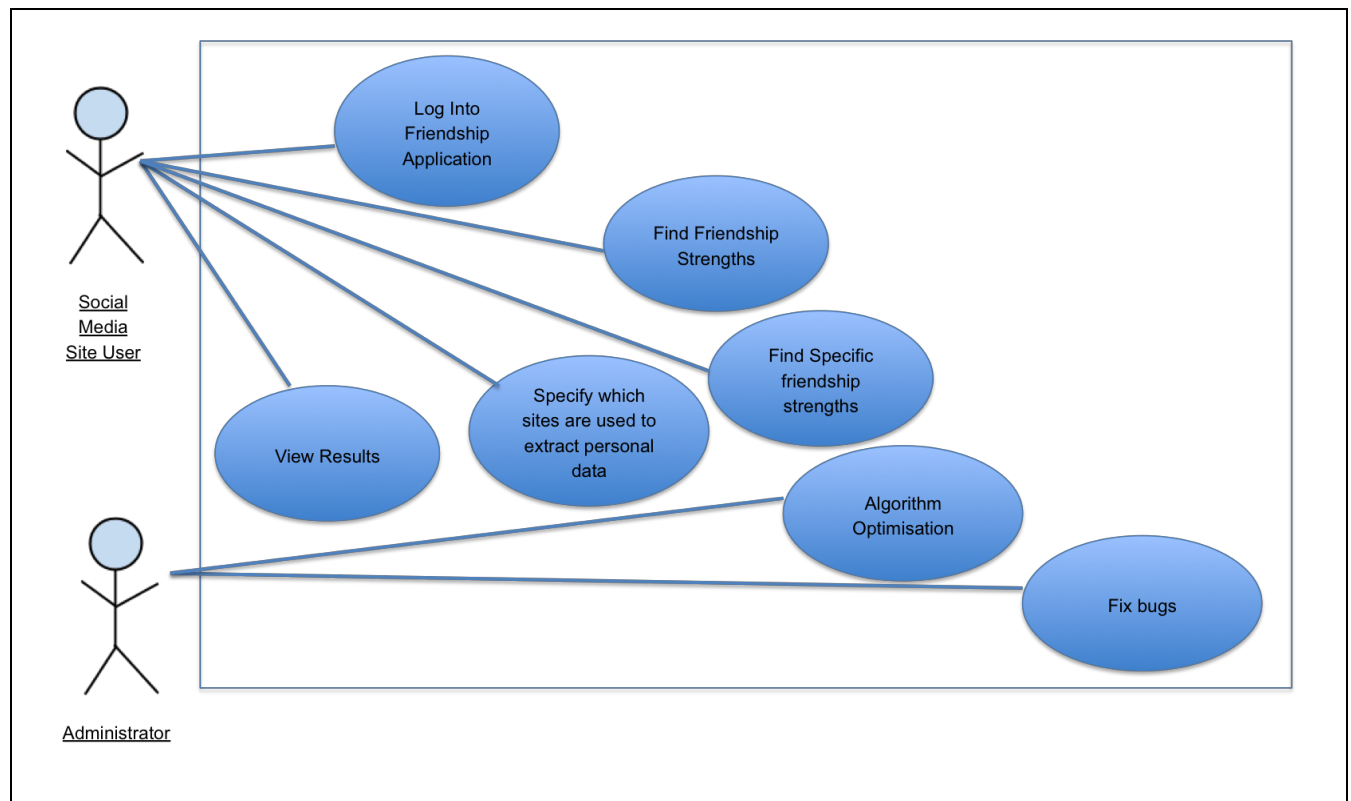 Log Into
Friendship
Application
Find Friendship
Strengths
Social
Media
Site User
Find Specific
friendship
strengths
Specify which
sites are used to
extract personal
data
View Results
Algorithm
Optimisation
Fix bugs
Administrator